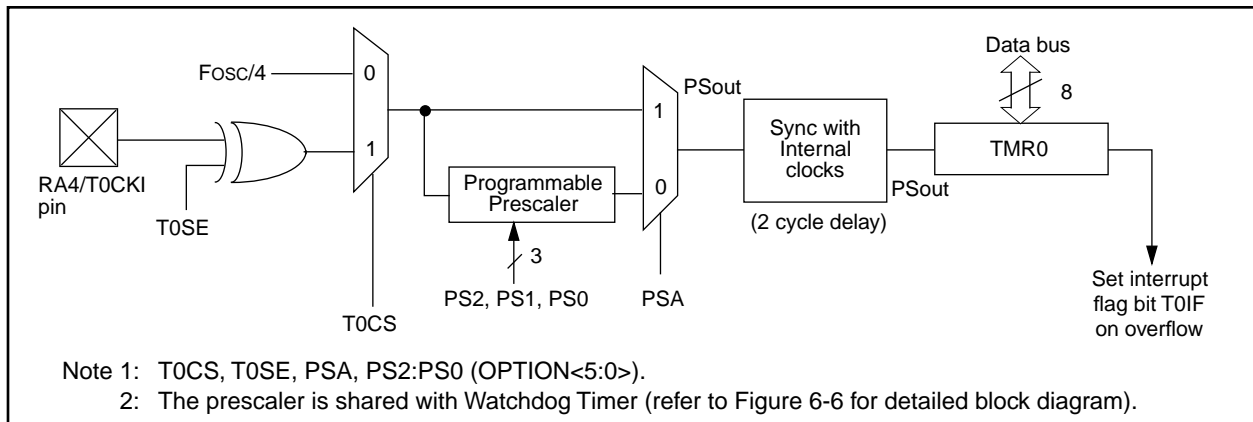 Data bus
8
FOSC/4
0
1
RA4/T0CKI
pin
T0SE
T0CS
Programmable
Prescaler
3
PS2, PS1, PS0
1
0
PSA
PSout
Sync with
Internal
clocks
(2 cycle delay)
PSout
TMR0
Set interrupt
flag bit T0IF
on overflow
Note 1: T0CS, T0SE, PSA, PS2:PS0 (OPTION<5:0>).
2: The prescaler is shared with Watchdog Timer (refer to Figure 6-6 for detailed block diagram).